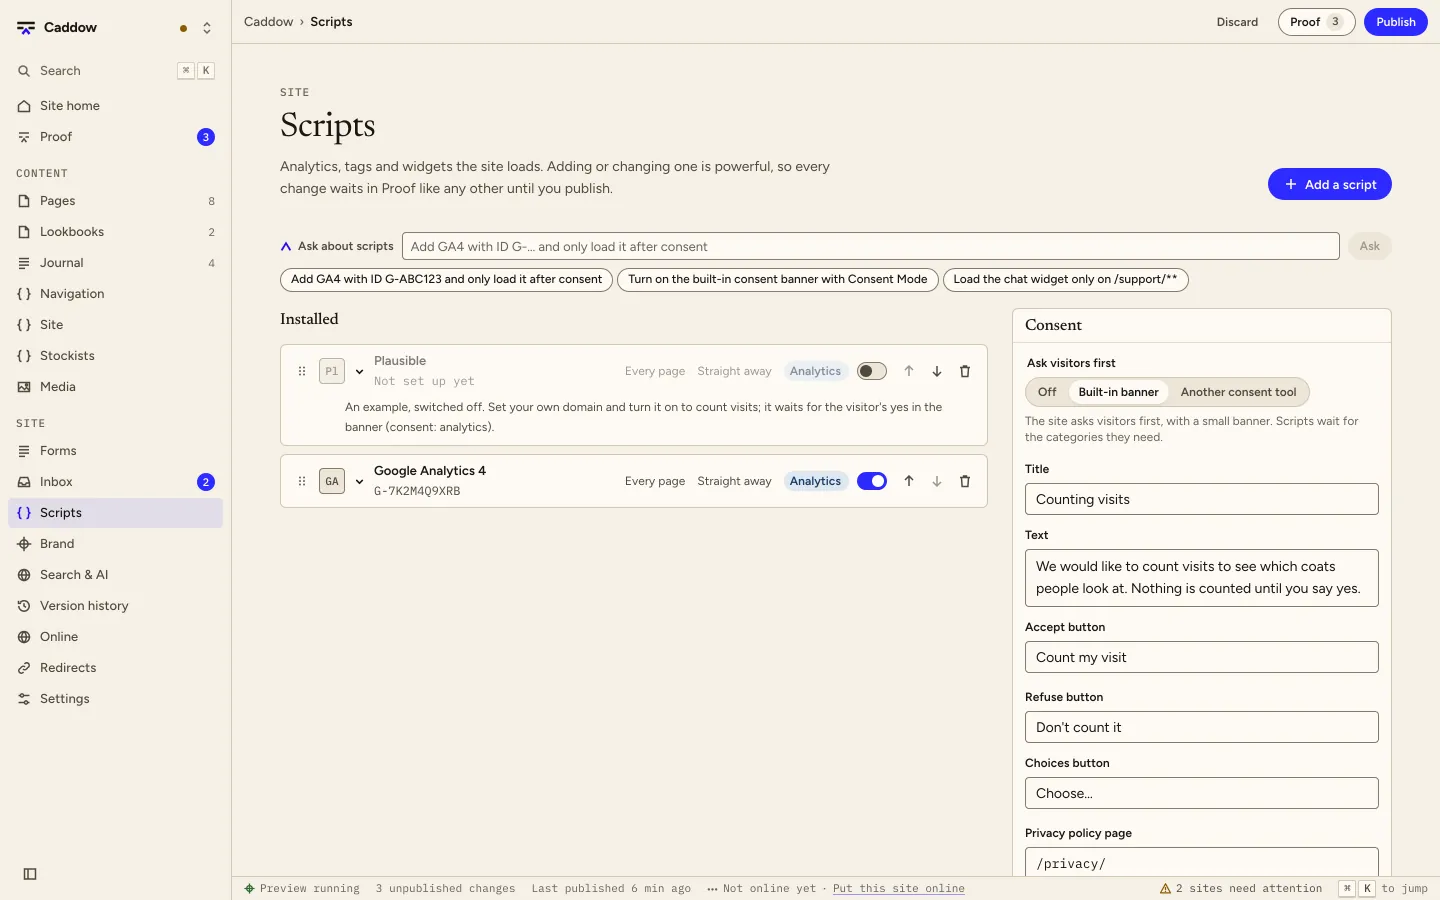 Caddow
Search
⌘ K
Site home
Proof 3
CONTENT
Pages 8
Lookbooks 2
Journal 4
Navigation
Site
Stockists
Media
SITE
Forms
Inbox 2
Scripts
Brand
Search & AI
Version history
Online
Redirects
Settings
Caddow › Scripts
Discard
Proof 3
Publish
SITE
Scripts
Analytics, tags and widgets the site loads. Adding or changing one is powerful, so every
change waits in Proof like any other until you publish.
+ Add a script
Ask about scripts
Add GA4 with ID G-… and only load it after consent
Ask
Add GA4 with ID G-ABC123 and only load it after consent
Turn on the built-in consent banner with Consent Mode
Load the chat widget only on /support/**
Installed
Pl
Plausible
Not set up yet
Every page Straight away Analytics
An example, switched off. Set your own domain and turn it on to count visits; it waits for the visitor's yes in the
banner (consent: analytics).
GA
Google Analytics 4
G-7K2M4Q9XRB
Every page Straight away Analytics
Consent
Ask visitors first
Off Built-in banner Another consent tool
The site asks visitors first, with a small banner. Scripts wait for
the categories they need.
Title
Counting visits
Text
We would like to count visits to see which coats
people look at. Nothing is counted until you say yes.
Accept button
Count my visit
Refuse button
Don't count it
Choices button
Choose…
Privacy policy page
/privacy/
Preview running
3 unpublished changes
Last published 6 min ago
Not online yet · Put this site online
2 sites need attention
⌘ K to jump